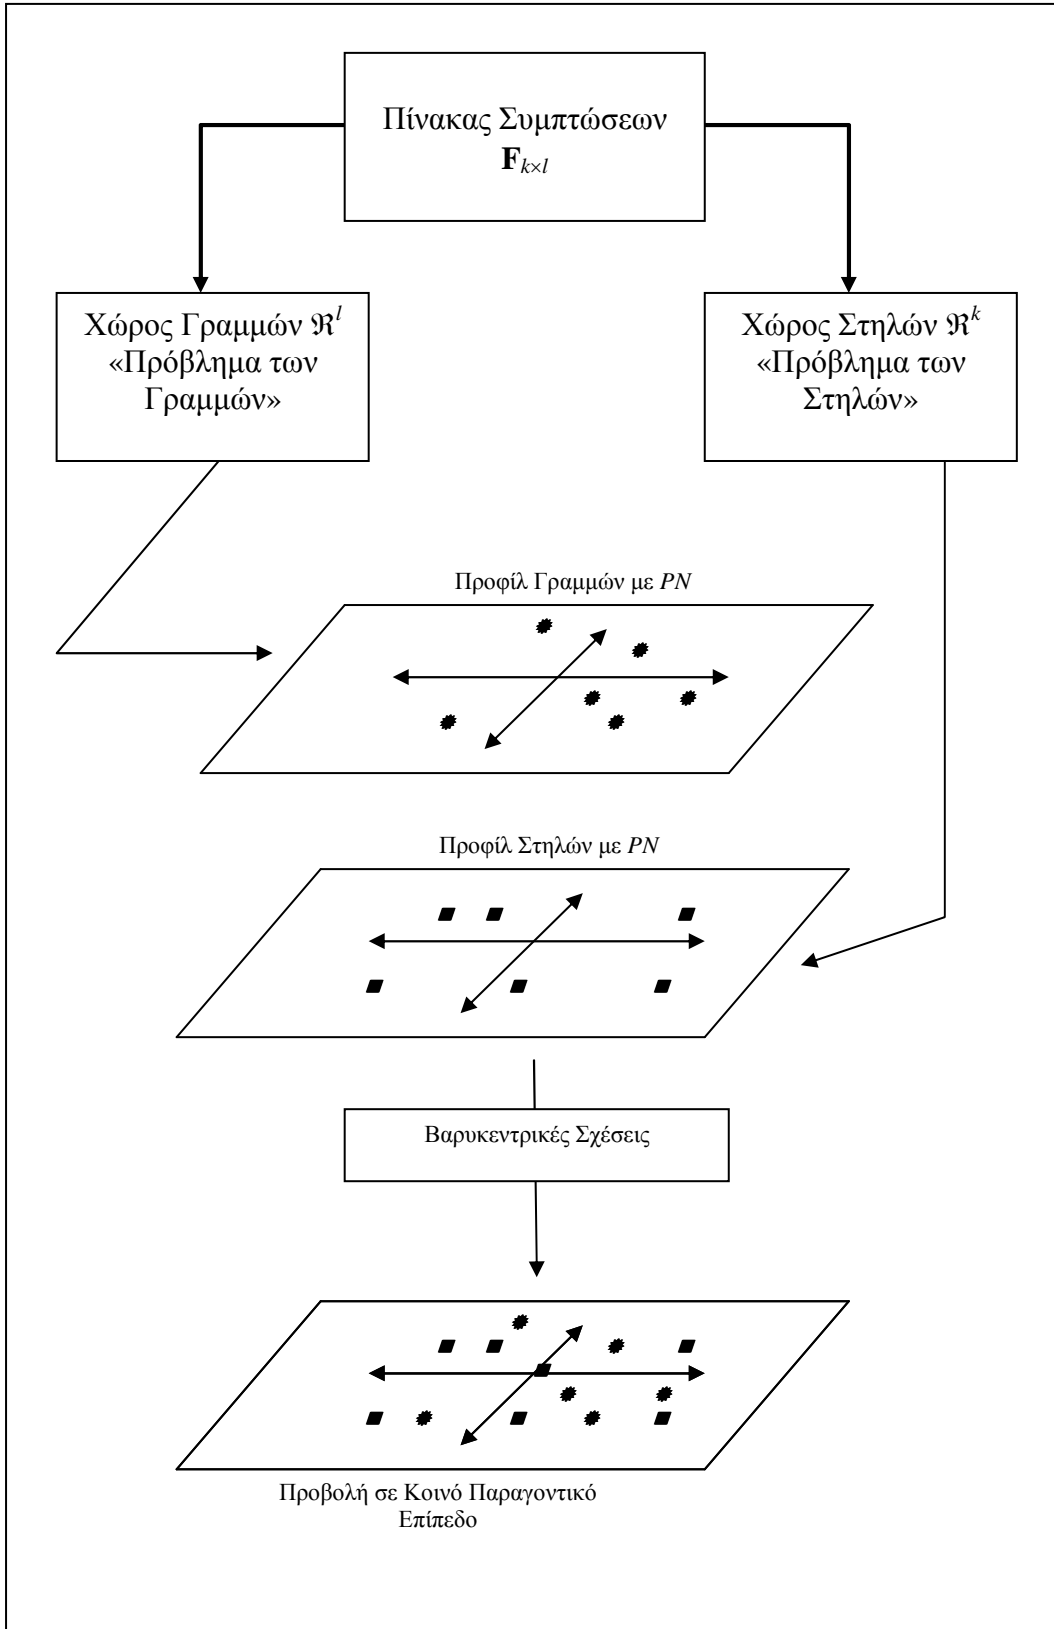 Πίνακας Συμπτώσεων
F k×l
Χώρος Γραμμών ℜ^l
«Πρόβλημα των
Γραμμών»
Χώρος Στηλών ℜ^k
«Πρόβλημα των
Στηλών»
Προφίλ Γραμμών με PN
Προφίλ Στηλών με PN
Βαρυκεντρικές Σχέσεις
Προβολή σε Κοινό Παραγοντικό
Επίπεδο